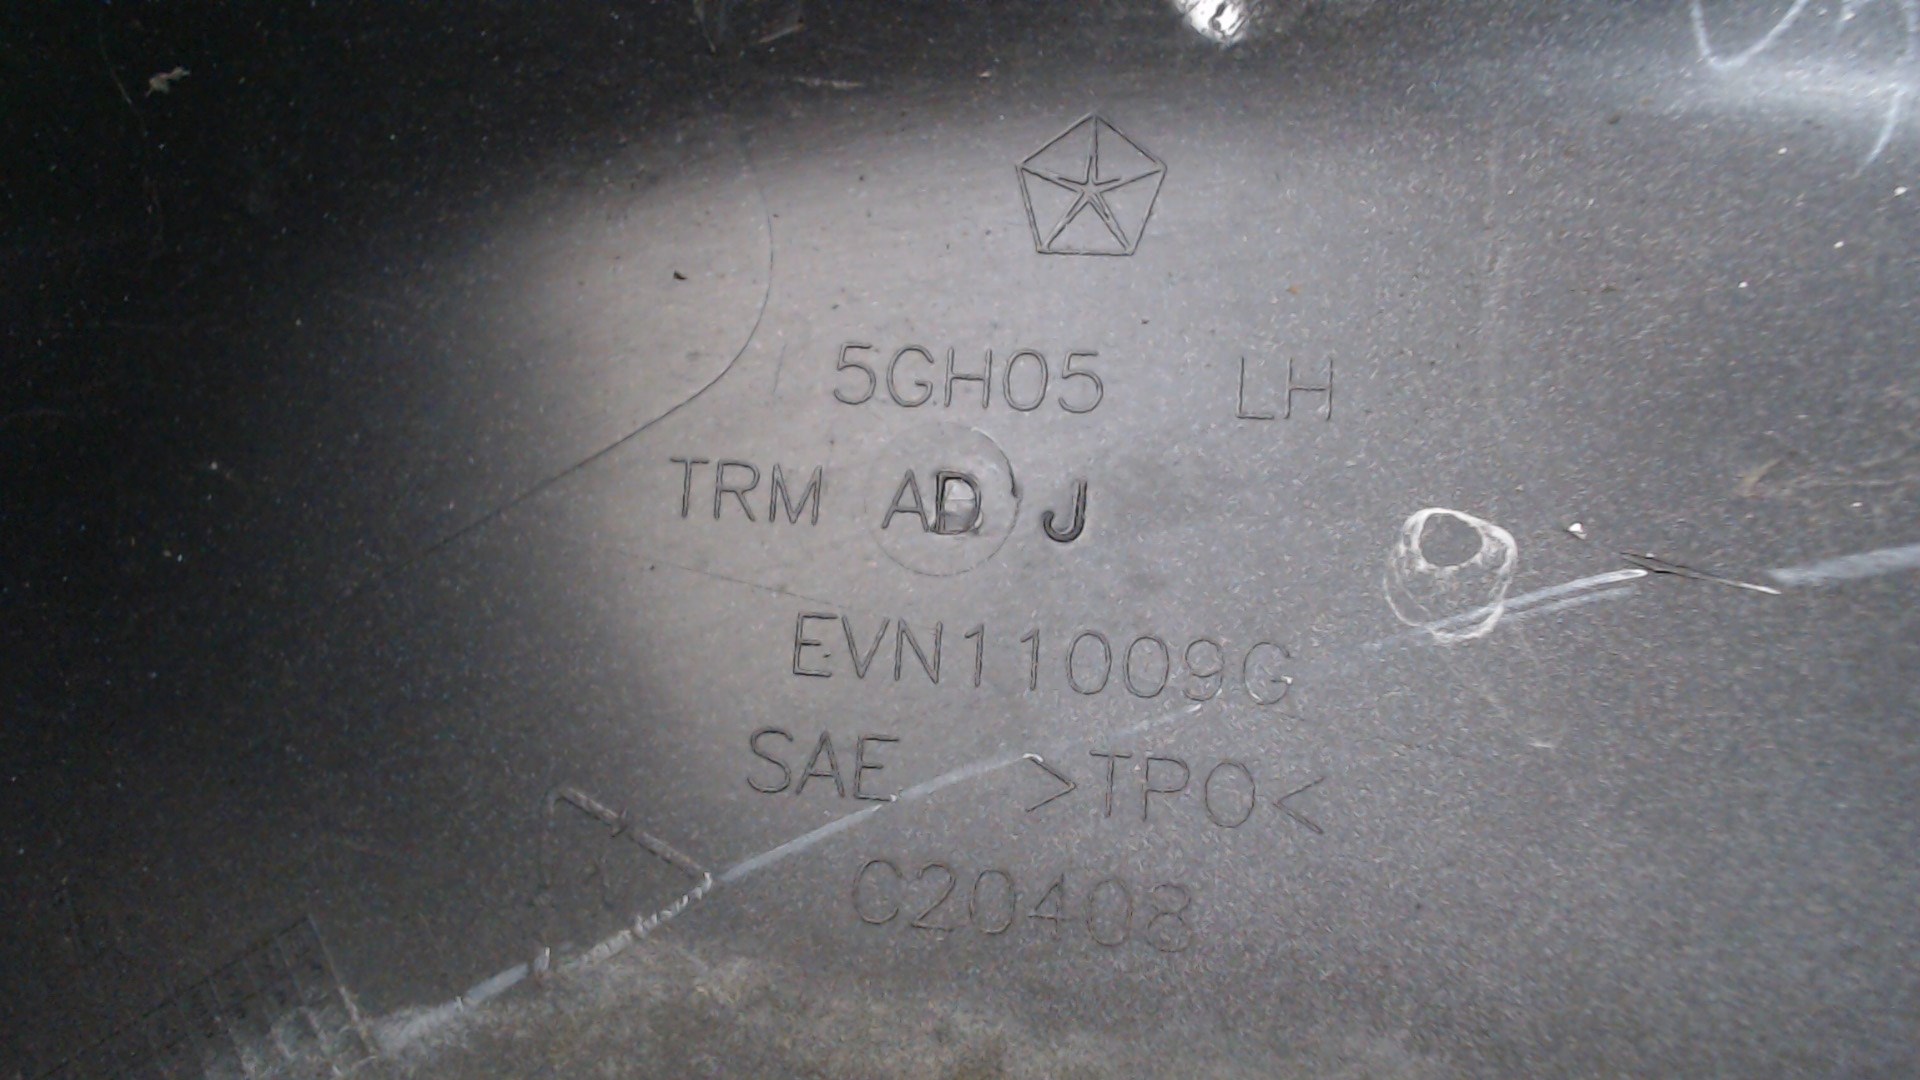 5GH05 LH
TRM AD J
EVN11009G
SAE >TPO<
C20408